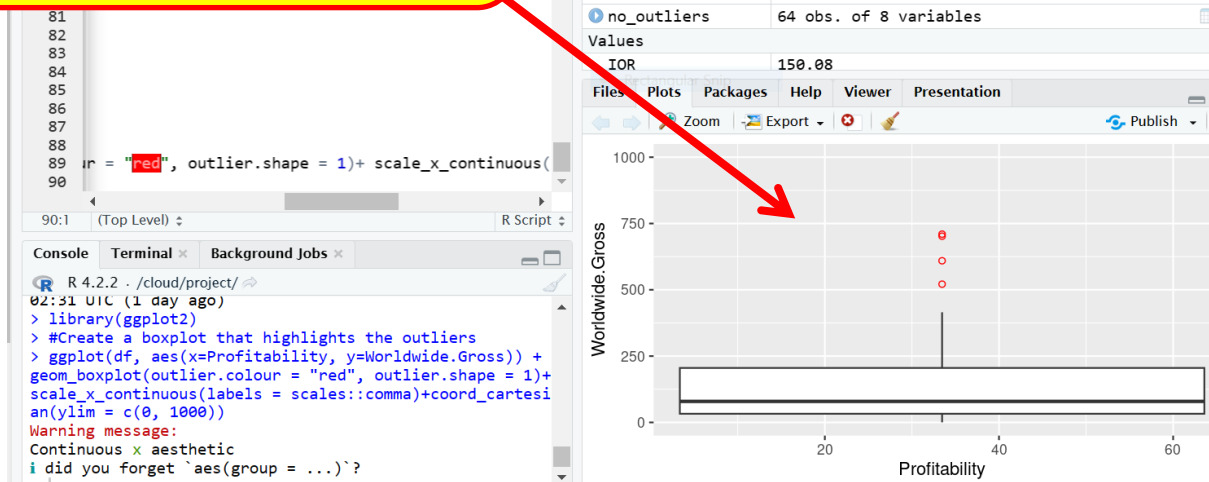 81
82
83
84
85
86
87
88
89 ur = "red", outlier.shape = 1)+ scale_x_continuous(
90
90:1 (Top Level) R Script
Console Terminal × Background Jobs ×
R 4.2.2 . /cloud/project/
02:31 UTC (1 day ago)
> library(ggplot2)
> #Create a boxplot that highlights the outliers
> ggplot(df, aes(x=Profitability, y=Worldwide.Gross)) +
geom_boxplot(outlier.colour = "red", outlier.shape = 1)+
scale_x_continuous(labels = scales::comma)+coord_cartesi
an(ylim = c(0, 1000))
Warning message:
Continuous x aesthetic
i did you forget `aes(group = ...)`?
no_outliers 64 obs. of 8 variables
Values
IQR 150.08
Rectangular Snip
Files Plots Packages Help Viewer Presentation
Zoom Export Publish
1000
750
500
250
0
Worldwide.Gross
20 40 60
Profitability